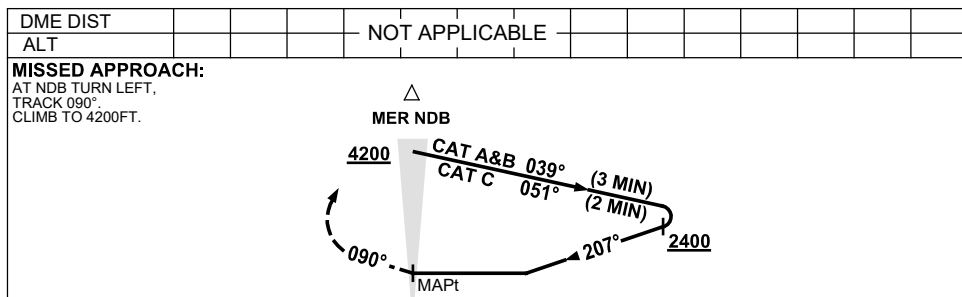 DME DIST
ALT
NOT APPLICABLE
MISSED APPROACH:
AT NDB TURN LEFT,
TRACK 090°.
CLIMB TO 4200FT.
MER NDB
4200
CAT A&B 039° (3 MIN)
CAT C 051° (2 MIN)
2400
207°
090°
MAPt